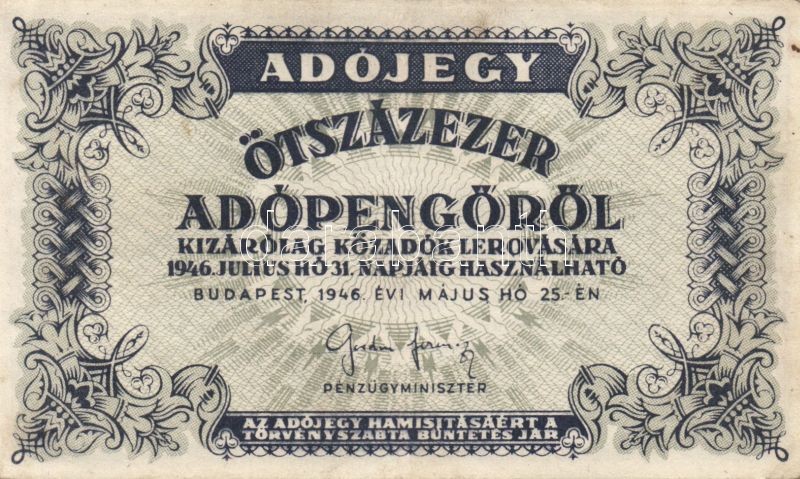 ADÓJEGY
ÖTSZÁZEZER
ADÓPENGŐRŐL
KIZÁRÓLAG KÖZADÓK LEROVÁSÁRA
1946. JULIUS HÓ 31. NAPJÁIG HASZNÁLHATÓ
BUDAPEST, 1946. ÉVI MÁJUS HÓ 25.-ÉN
PÉNZÜGYMINISZTER
AZ ADÓJEGY HAMISITÁSÁÉRT A
TÖRVÉNYSZABTA BÜNTETÉS JÁR